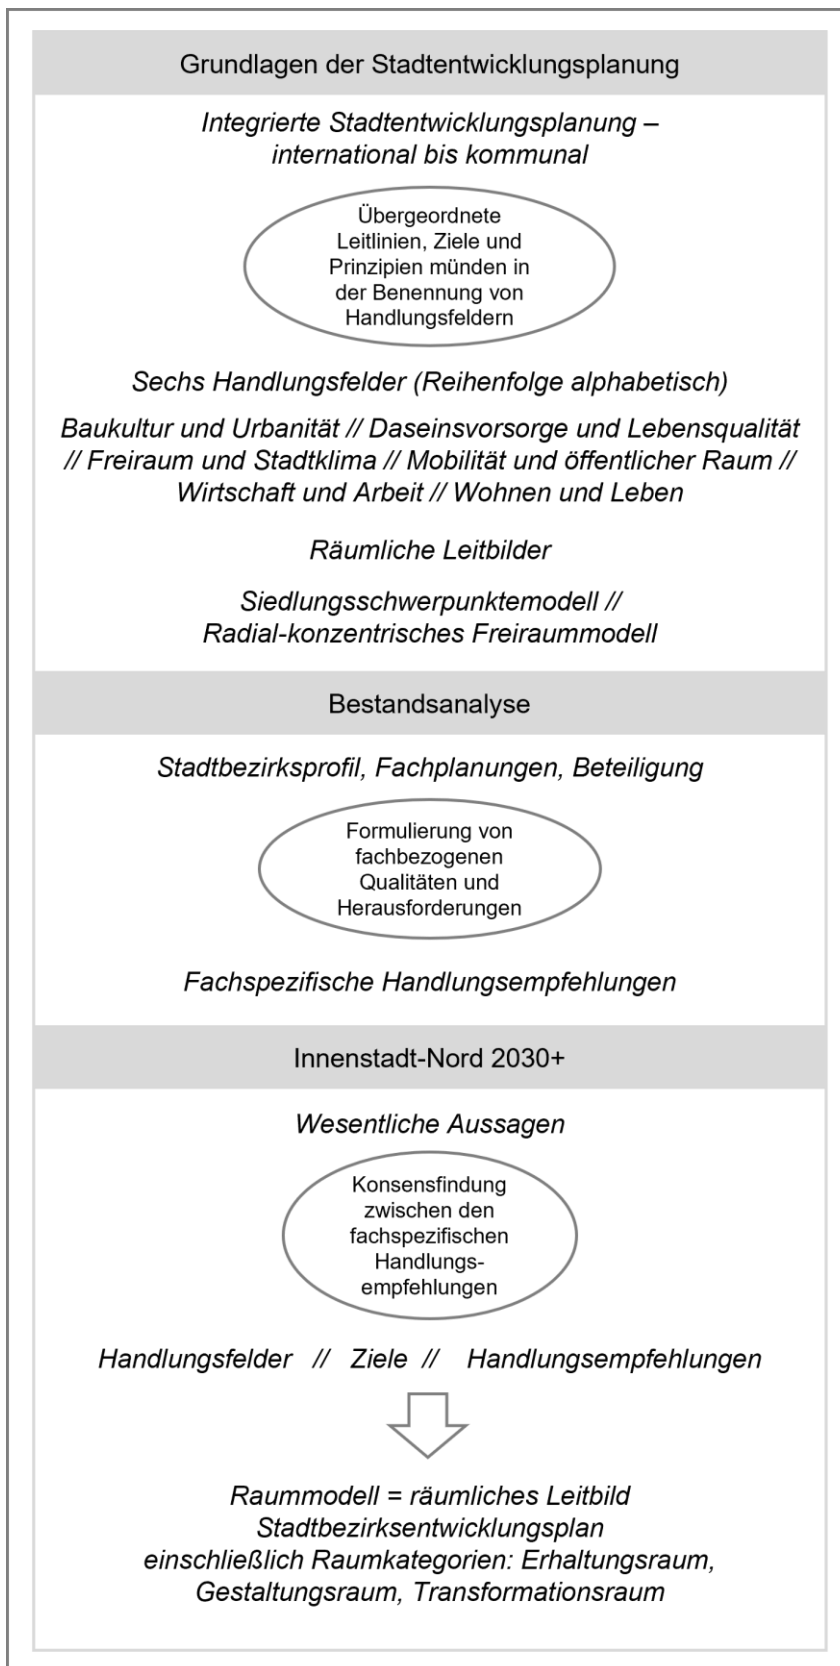 Grundlagen der Stadtentwicklungsplanung
Integrierte Stadtentwicklungsplanung –
international bis kommunal
Übergeordnete
Leitlinien, Ziele und
Prinzipien münden in
der Benennung von
Handlungsfeldern
Sechs Handlungsfelder (Reihenfolge alphabetisch)
Baukultur und Urbanität // Daseinsvorsorge und Lebensqualität
// Freiraum und Stadtklima // Mobilität und öffentlicher Raum //
Wirtschaft und Arbeit // Wohnen und Leben
Räumliche Leitbilder
Siedlungsschwerpunktemodell //
Radial-konzentrisches Freiraummodell
Bestandsanalyse
Stadtbezirksprofil, Fachplanungen, Beteiligung
Formulierung von
fachbezogenen
Qualitäten und
Herausforderungen
Fachspezifische Handlungsempfehlungen
Innenstadt-Nord 2030+
Wesentliche Aussagen
Konsensfindung
zwischen den
fachspezifischen
Handlungs-
empfehlungen
Handlungsfelder // Ziele // Handlungsempfehlungen
Raummodell = räumliches Leitbild
Stadtbezirksentwicklungsplan
einschließlich Raumkategorien: Erhaltungsraum,
Gestaltungsraum, Transformationsraum